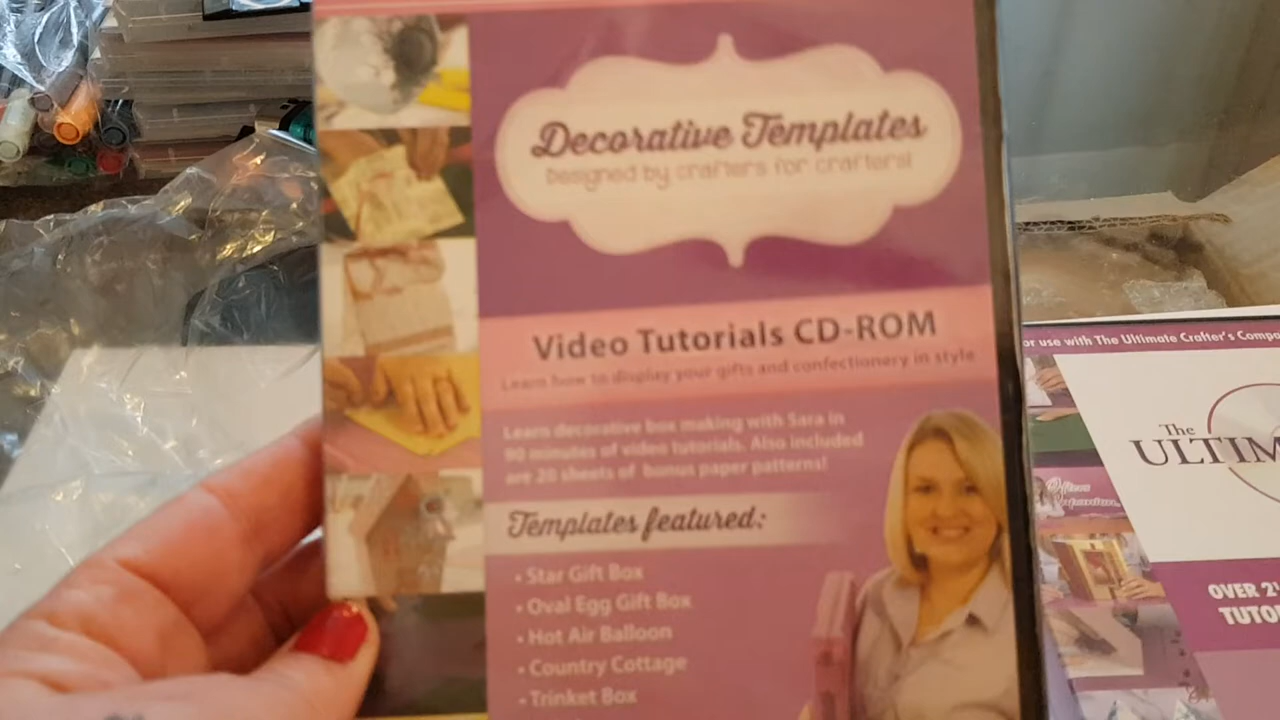 Decorative Templates
Designed by crafters for crafters!
Video Tutorials CD-ROM
Learn how to display your gifts and confectionery in style
Learn decorative box making with Sara in
90 minutes of video tutorials. Also included
are 20 sheets of bonus paper patterns!
Templates featured:
• Star Gift Box
• Oval Egg Gift Box
• Hot Air Balloon
• Country Cottage
• Trinket Box
or use with The Ultimate Crafter's Compa
The
ULTIM
OVER 2
TUTO